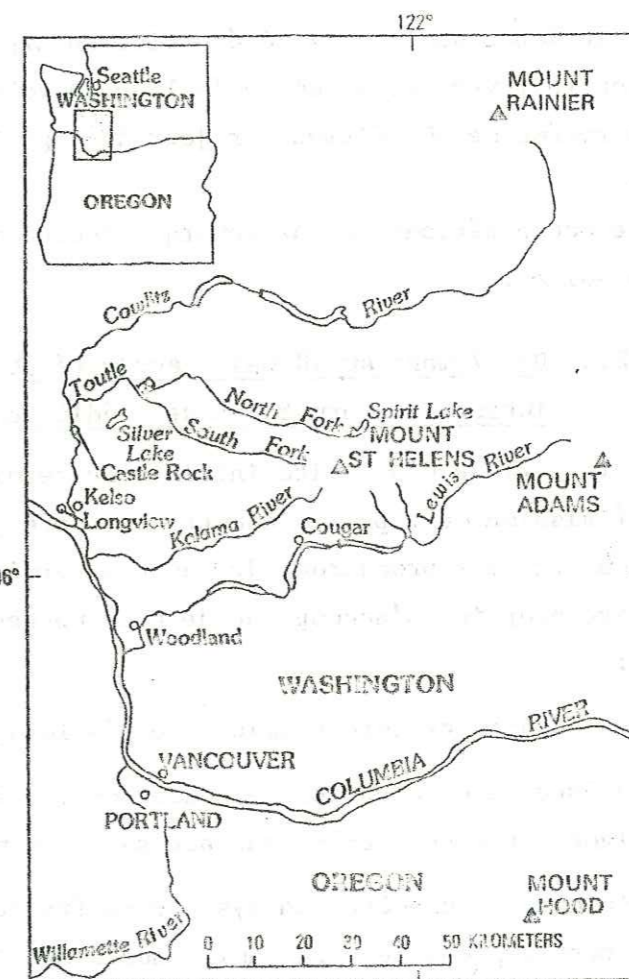 122°
Seattle
WASHINGTON
OREGON
MOUNT
RAINIER
Cowlitz
River
Toutle
North Fork
Spirit Lake
Silver
Lake
South Fork
MOUNT
ST HELENS
Castle Rock
Kelso
Longview
Kalama River
Cougar
Lewis River
MOUNT
ADAMS
46°
Woodland
WASHINGTON
VANCOUVER
COLUMBIA RIVER
PORTLAND
OREGON
MOUNT
HOOD
Willamette River
0 10 20 30 40 50 KILOMETERS